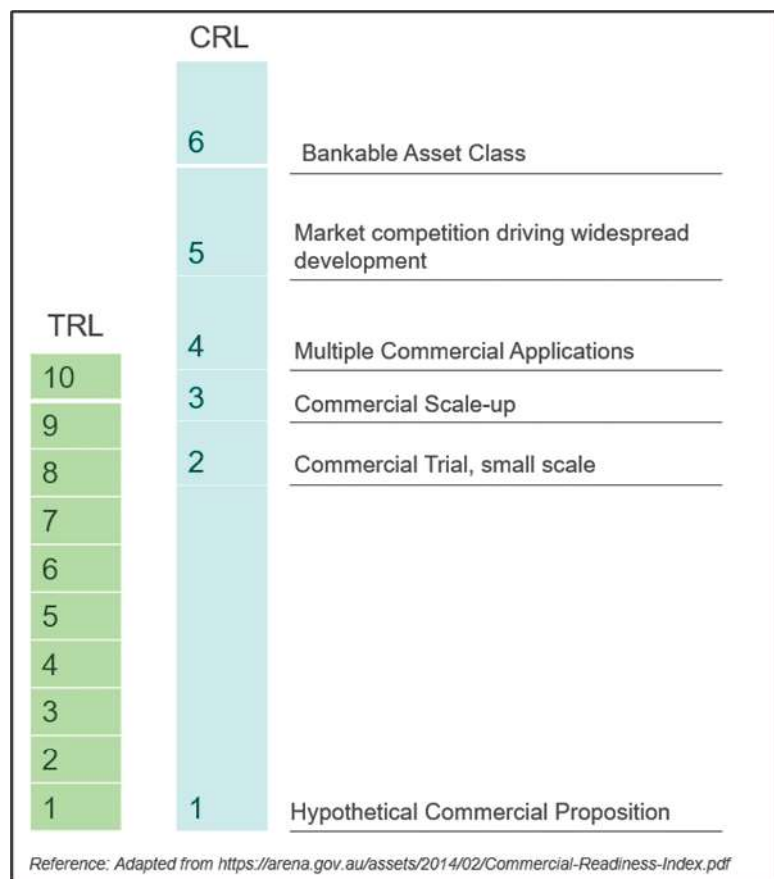 CRL
6
Bankable Asset Class
5
Market competition driving widespread
development
TRL
4
Multiple Commercial Applications
10
3
Commercial Scale-up
9
2
Commercial Trial, small scale
8
7
6
5
4
3
2
1
1
Hypothetical Commercial Proposition
Reference: Adapted from https://arena.gov.au/assets/2014/02/Commercial-Readiness-Index.pdf